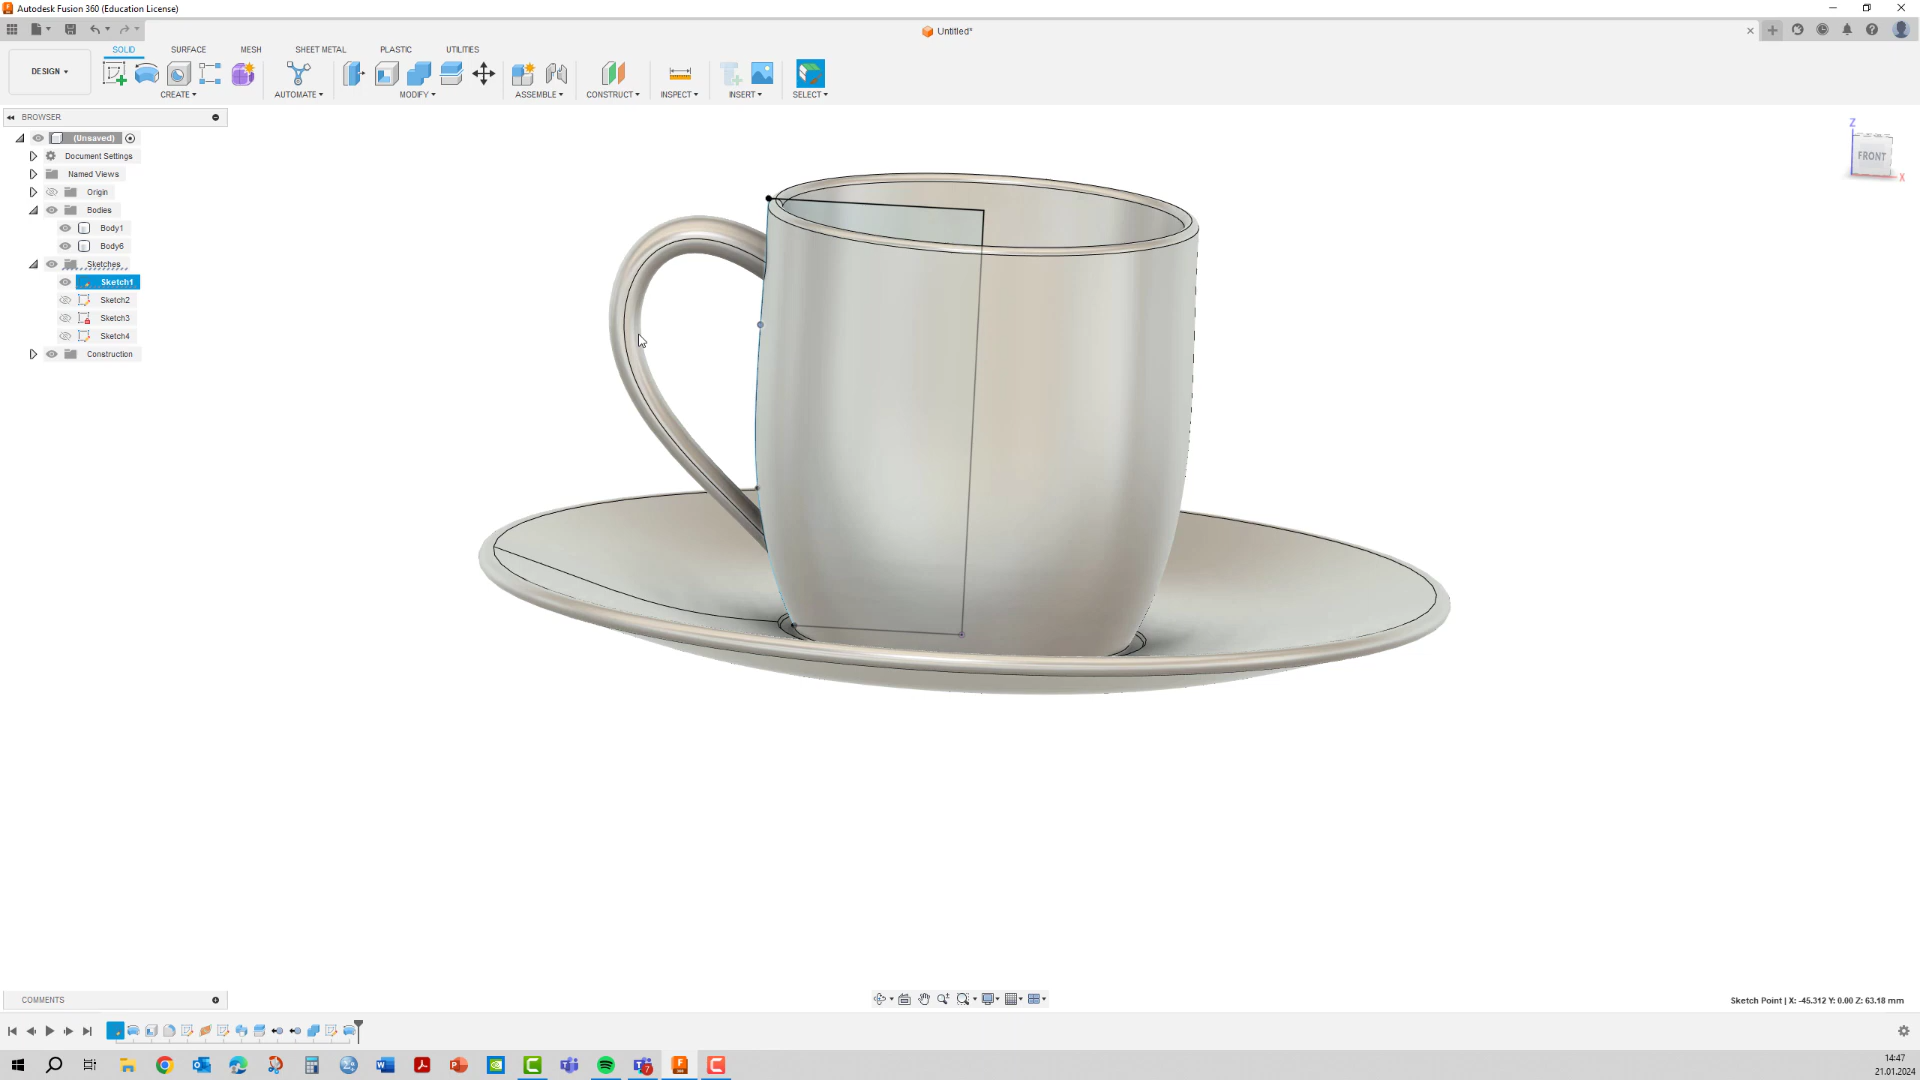 Autodesk Fusion 360 (Education License)
Untitled*
DESIGN
SOLID
SURFACE
MESH
SHEET METAL
PLASTIC
UTILITIES
CREATE
AUTOMATE
MODIFY
ASSEMBLE
CONSTRUCT
INSPECT
INSERT
SELECT
BROWSER
(Unsaved)
Document Settings
Named Views
Origin
Bodies
Body1
Body6
Sketches
Sketch1
Sketch2
Sketch3
Sketch4
Construction
Z
FRONT
X
COMMENTS
Sketch Point | X: -45.312 Y: 0.00 Z: 63.18 mm
14:47
21.01.2024